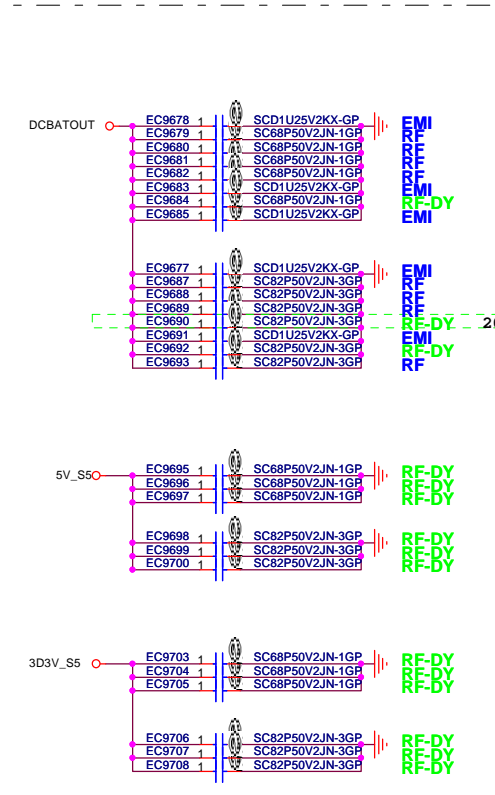 DCBATOUT
EC9678 1 SCD1U25V2KX-GP EMI
EC9679 1 SC68P50V2JN-1GP RF
EC9680 1 SC68P50V2JN-1GP RF
EC9681 1 SC68P50V2JN-1GP RF
EC9682 1 SC68P50V2JN-1GP RF
EC9683 1 SCD1U25V2KX-GP EMI
EC9684 1 SC68P50V2JN-1GP RF-DY
EC9685 1 SCD1U25V2KX-GP EMI
EC9677 1 SCD1U25V2KX-GP EMI
EC9687 1 SC82P50V2JN-3GP RF
EC9688 1 SC82P50V2JN-3GP RF
EC9689 1 SC82P50V2JN-3GP RF
EC9690 1 SC82P50V2JN-3GP RF-DY
EC9691 1 SCD1U25V2KX-GP EMI
EC9692 1 SC82P50V2JN-3GP RF-DY
EC9693 1 SC82P50V2JN-3GP RF
5V_S5
EC9695 1 SC68P50V2JN-1GP RF-DY
EC9696 1 SC68P50V2JN-1GP RF-DY
EC9697 1 SC68P50V2JN-1GP RF-DY
EC9698 1 SC82P50V2JN-3GP RF-DY
EC9699 1 SC82P50V2JN-3GP RF-DY
EC9700 1 SC82P50V2JN-3GP RF-DY
3D3V_S5
EC9703 1 SC68P50V2JN-1GP RF-DY
EC9704 1 SC68P50V2JN-1GP RF-DY
EC9705 1 SC68P50V2JN-1GP RF-DY
EC9706 1 SC82P50V2JN-3GP RF-DY
EC9707 1 SC82P50V2JN-3GP RF-DY
EC9708 1 SC82P50V2JN-3GP RF-DY